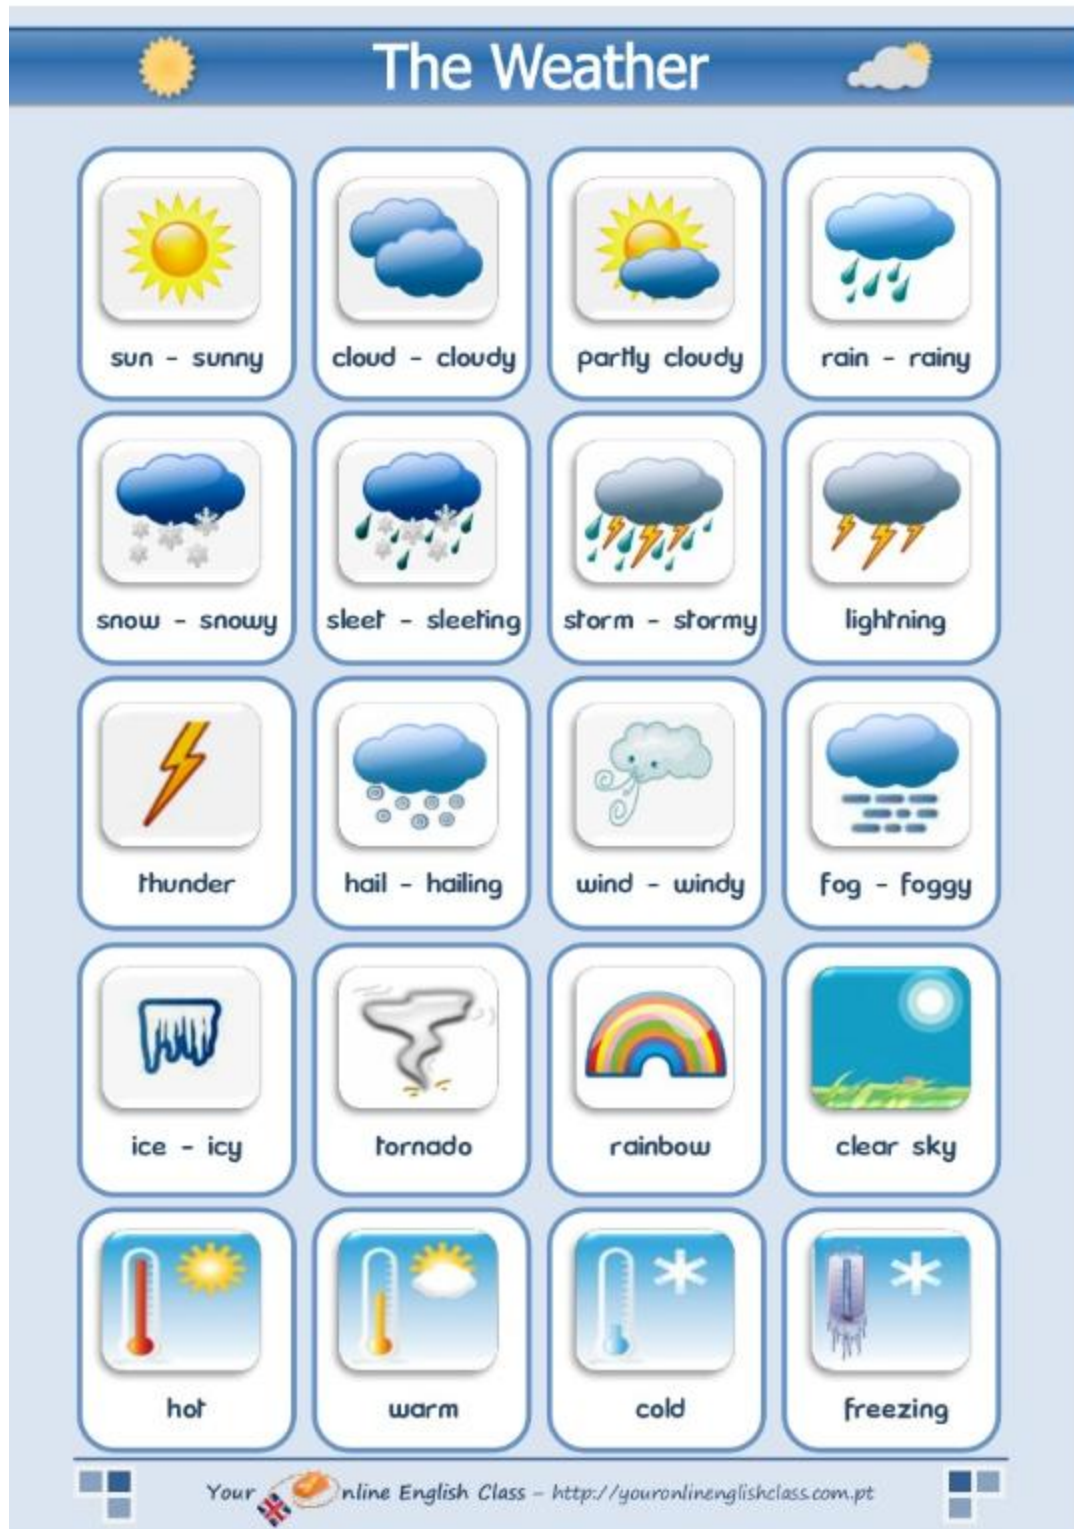 The Weather
sun - sunny
cloud - cloudy
partly cloudy
rain - rainy
snow - snowy
sleet - sleeting
storm - stormy
lightning
thunder
hail - hailing
wind - windy
fog - foggy
ice - icy
tornado
rainbow
clear sky
hot
warm
cold
freezing
Your nline English Class - http://youronlinenglishclass.com.pt